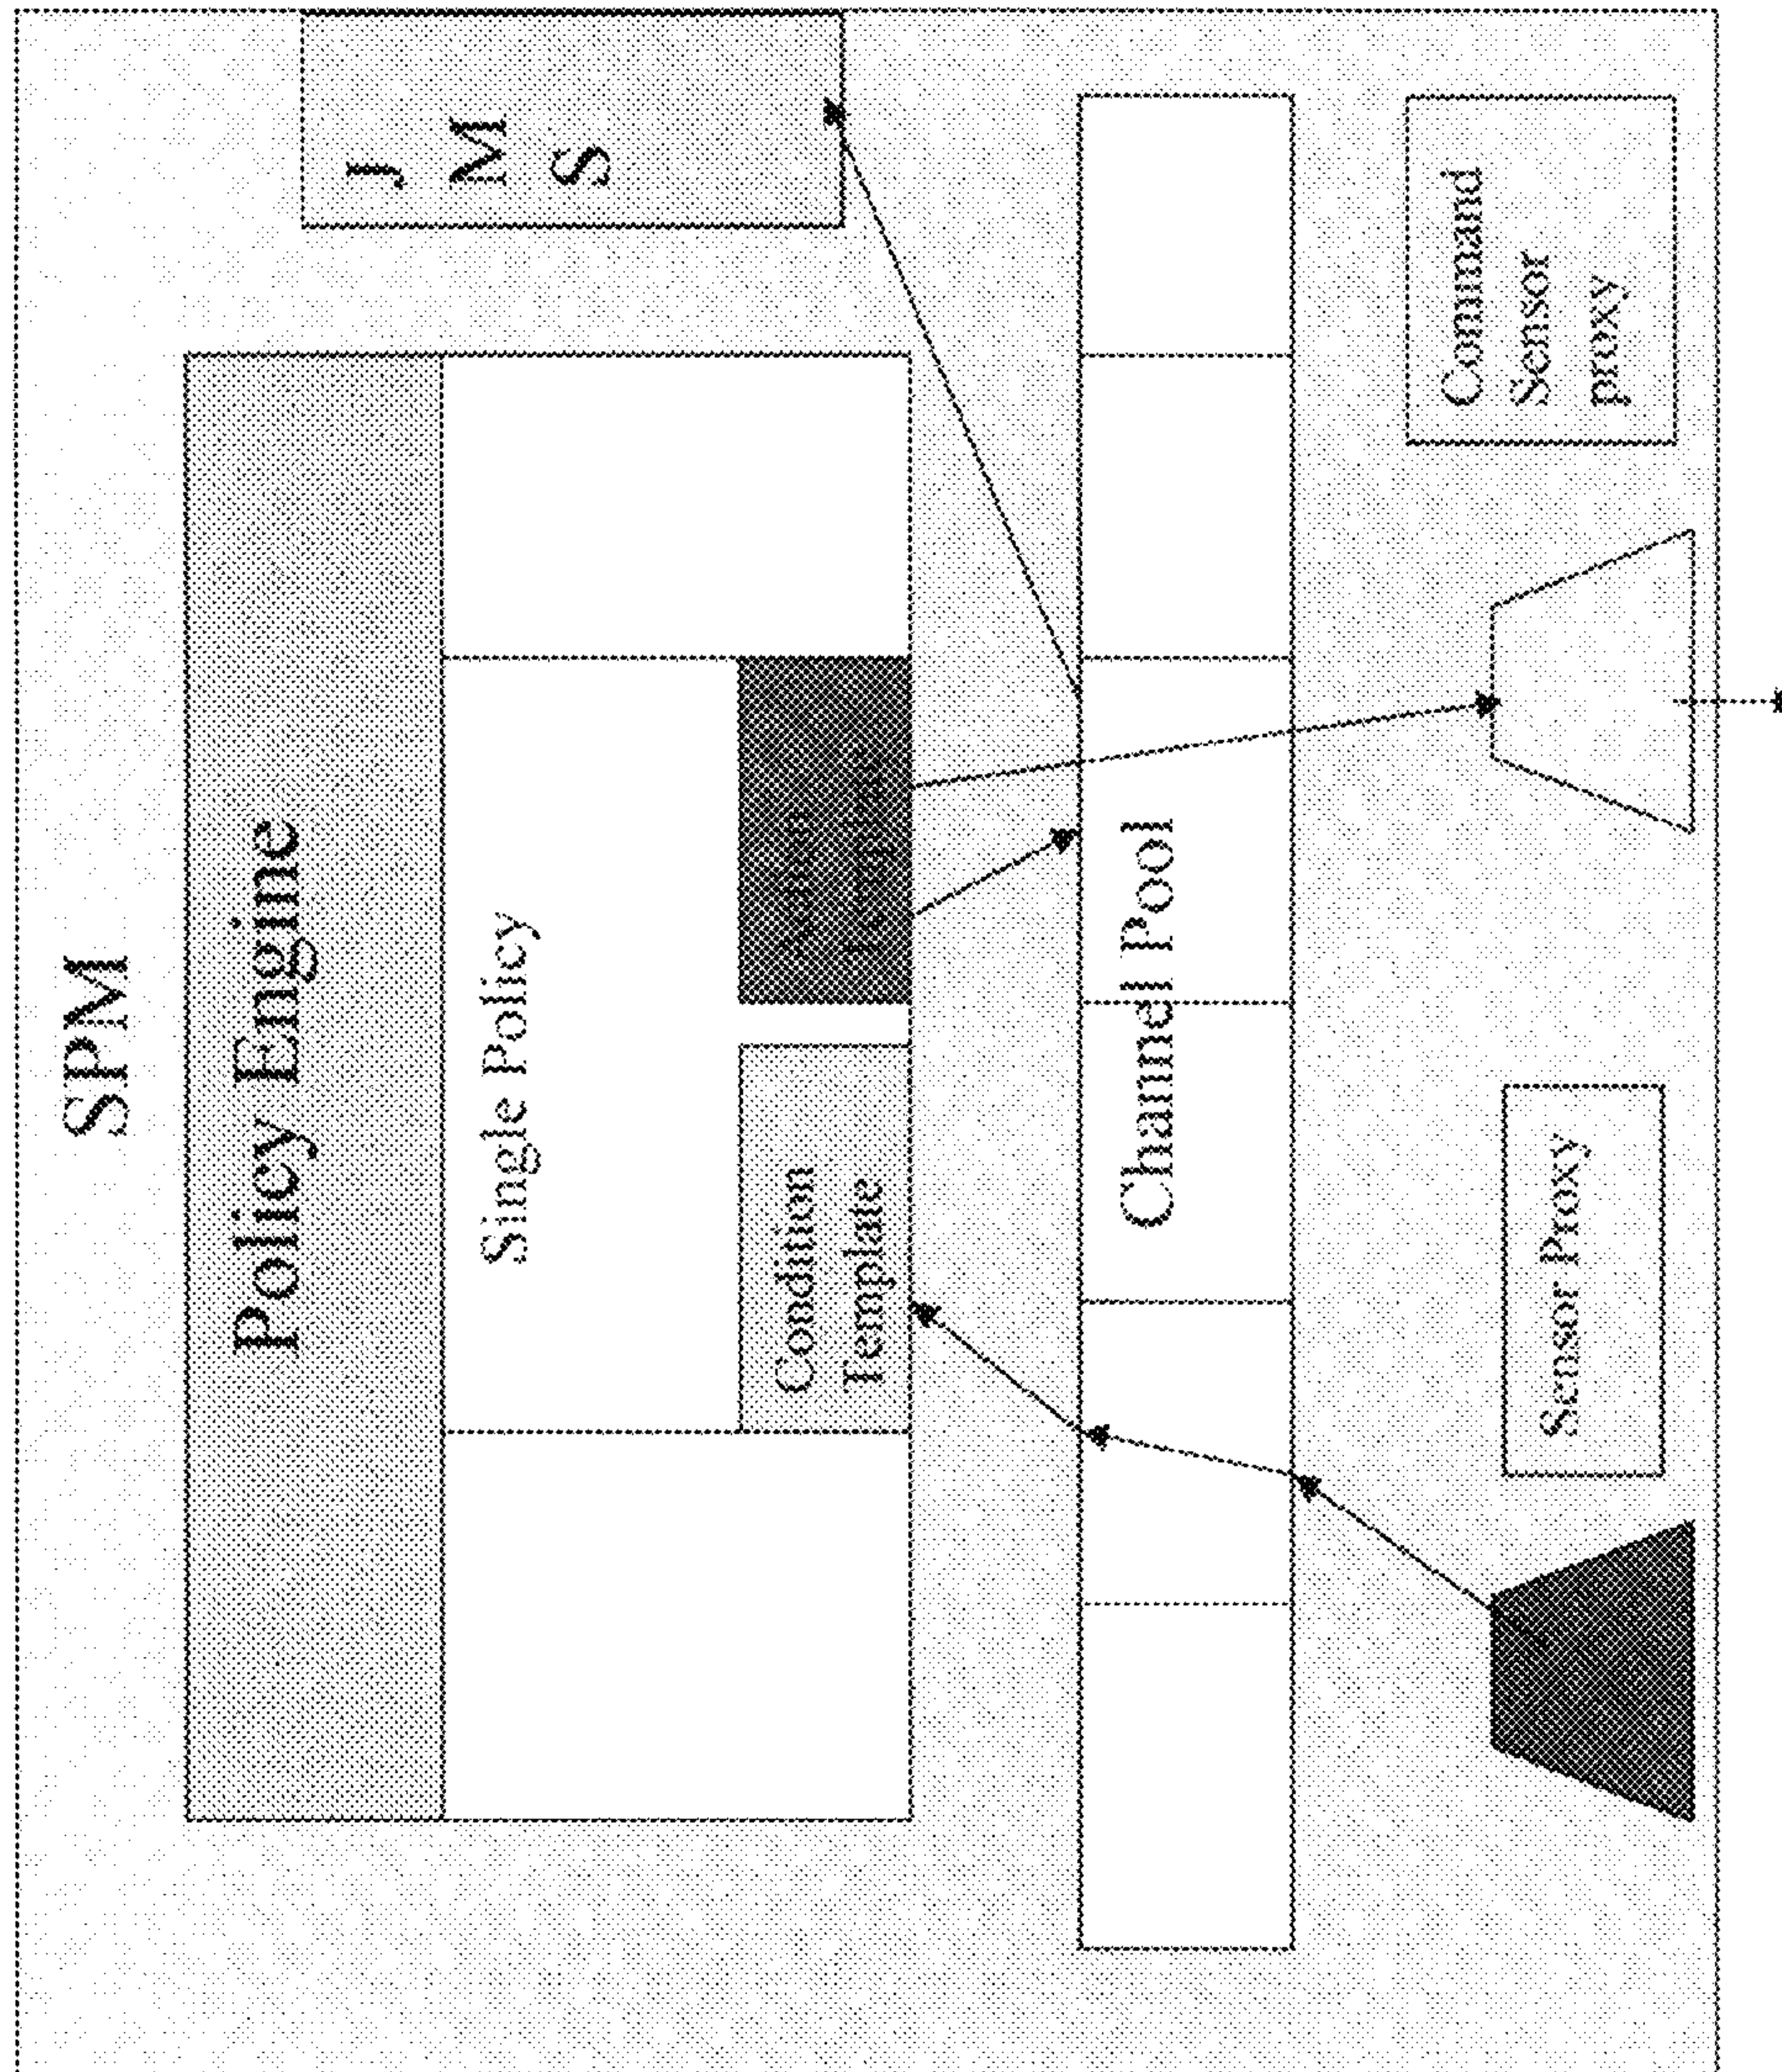 SPM
Policy Engine
Single Policy
Condition
Template
J
M
S
Channel Pool
Sensor Proxy
Command
Sensor
proxy